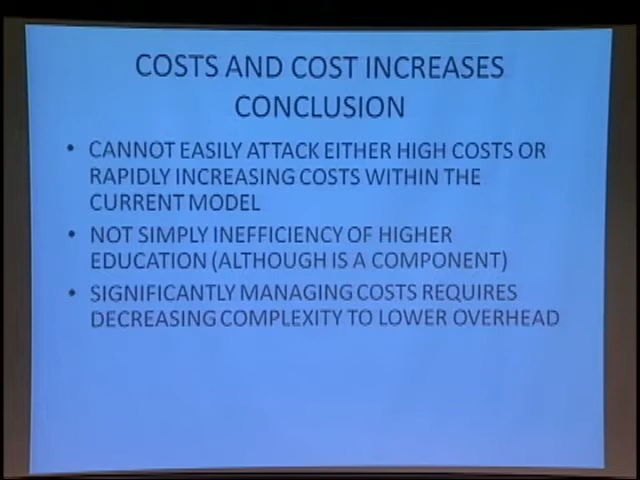 COSTS AND COST INCREASES
CONCLUSION
• CANNOT EASILY ATTACK EITHER HIGH COSTS OR
RAPIDLY INCREASING COSTS WITHIN THE
CURRENT MODEL
• NOT SIMPLY INEFFICIENCY OF HIGHER
EDUCATION (ALTHOUGH IS A COMPONENT)
• SIGNIFICANTLY MANAGING COSTS REQUIRES
DECREASING COMPLEXITY TO LOWER OVERHEAD